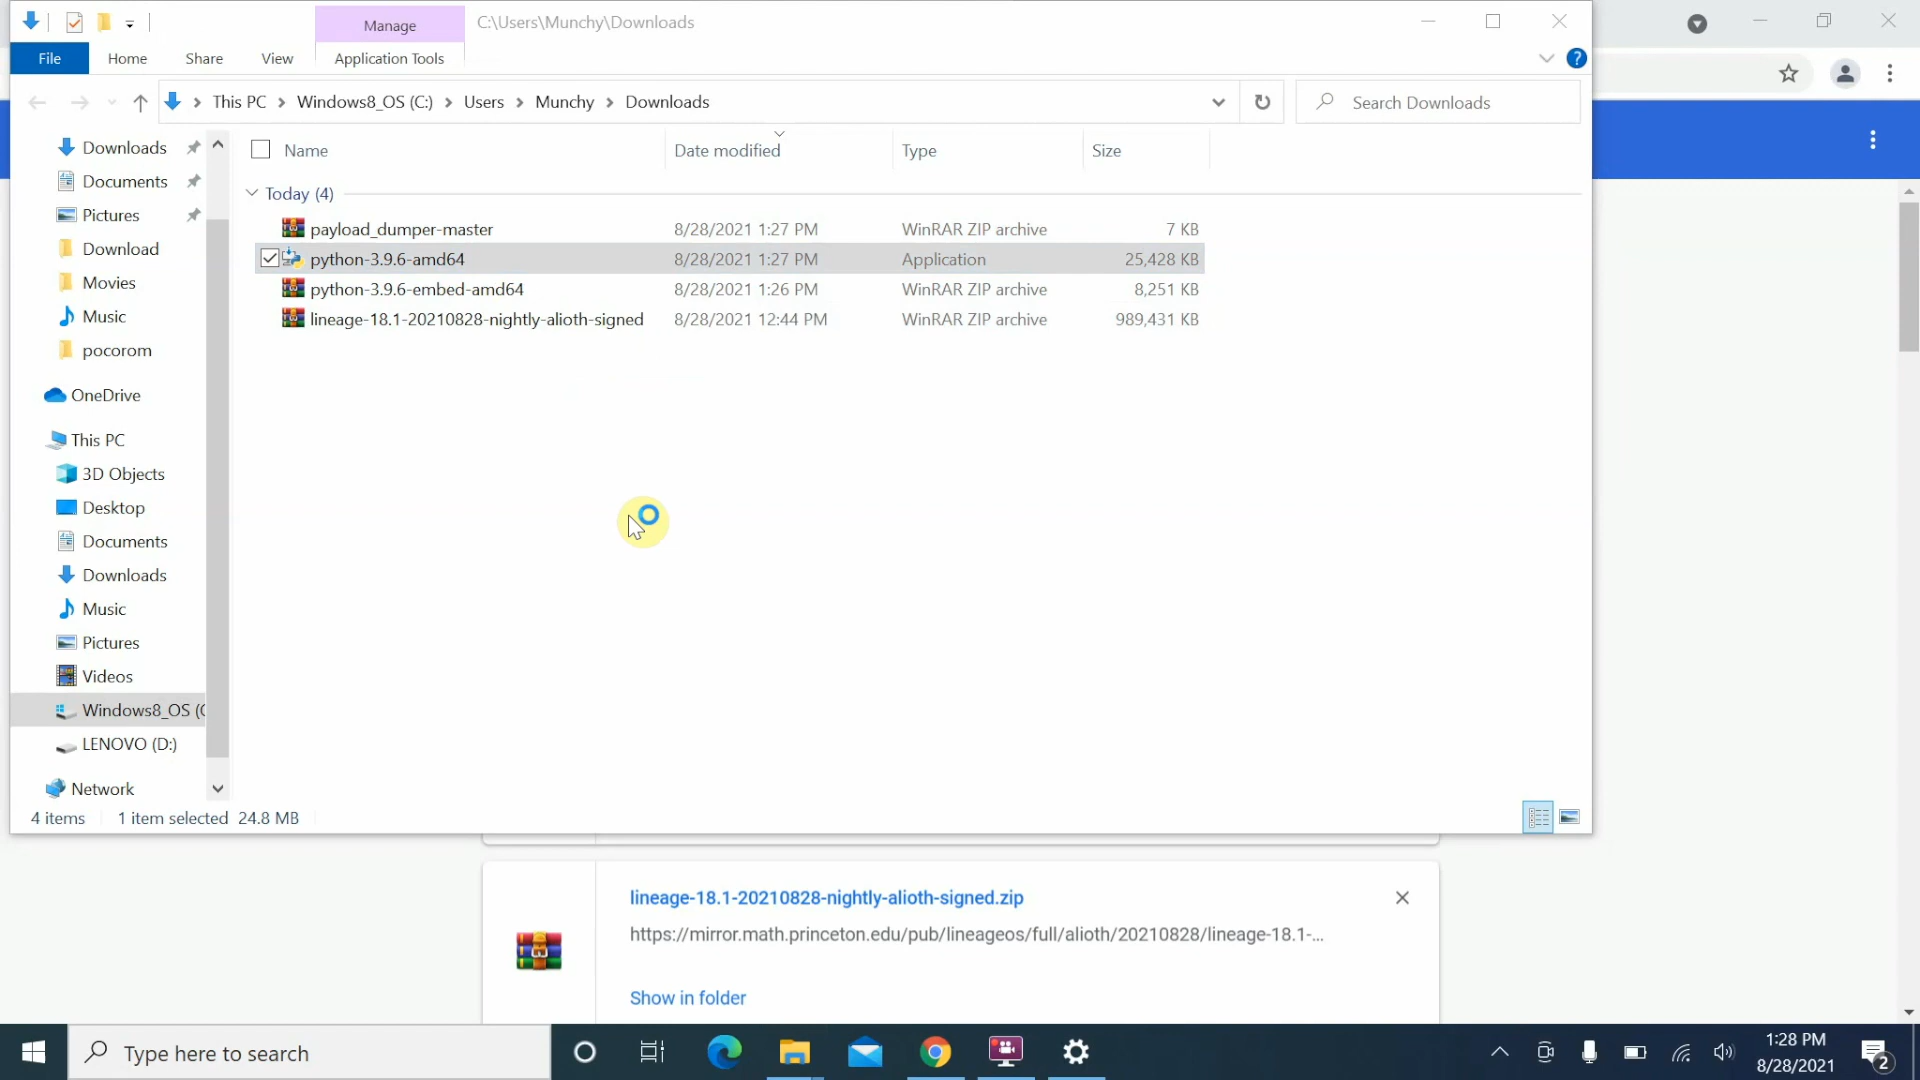 Manage
C:\Users\Munchy\Downloads
File
Home
Share
View
Application Tools
?
This PC
Windows8_OS (C:)
Users
Munchy
Downloads
Search Downloads
Name
Date modified
Type
Size
Today (4)
payload_dumper-master
8/28/2021 1:27 PM
WinRAR ZIP archive
7 KB
python-3.9.6-amd64
8/28/2021 1:27 PM
Application
25,428 KB
python-3.9.6-embed-amd64
8/28/2021 1:26 PM
WinRAR ZIP archive
8,251 KB
lineage-18.1-20210828-nightly-alioth-signed
8/28/2021 12:44 PM
WinRAR ZIP archive
989,431 KB
Downloads
Documents
Pictures
Download
Movies
Music
pocorom
OneDrive
This PC
3D Objects
Desktop
Documents
Downloads
Music
Pictures
Videos
Windows8_OS (C
LENOVO (D:)
Network
4 items
1 item selected 24.8 MB
lineage-18.1-20210828-nightly-alioth-signed.zip
https://mirror.math.princeton.edu/pub/lineageos/full/alioth/20210828/lineage-18.1-...
Show in folder
Type here to search
1:28 PM
8/28/2021
2